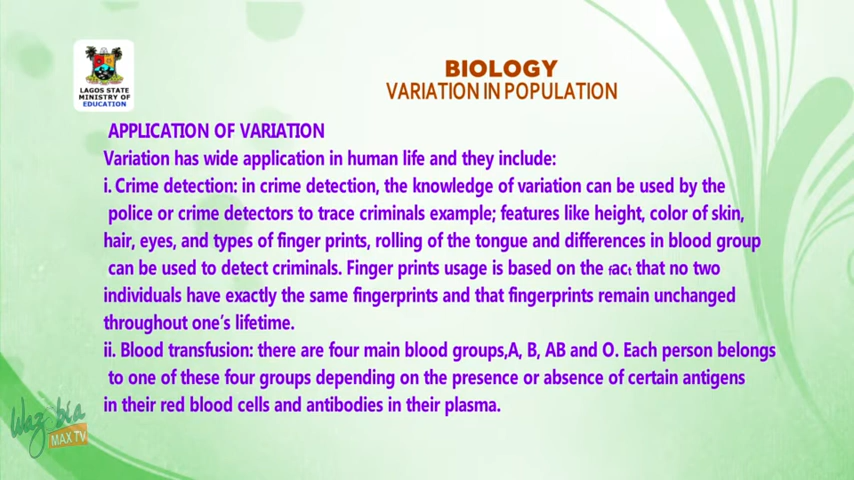 LAGOS STATE
MINISTRY OF
EDUCATION
BIOLOGY
VARIATION IN POPULATION
APPLICATION OF VARIATION
Variation has wide application in human life and they include:
i. Crime detection: in crime detection, the knowledge of variation can be used by the
police or crime detectors to trace criminals example; features like height, color of skin,
hair, eyes, and types of finger prints, rolling of the tongue and differences in blood group
can be used to detect criminals. Finger prints usage is based on the fact that no two
individuals have exactly the same fingerprints and that fingerprints remain unchanged
throughout one's lifetime.
ii. Blood transfusion: there are four main blood groups,A, B, AB and O. Each person belongs
to one of these four groups depending on the presence or absence of certain antigens
in their red blood cells and antibodies in their plasma.
Wazobia
MAX TV